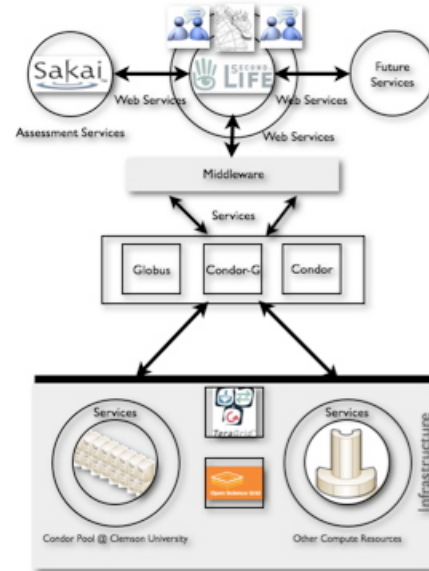 Sakai
SECOND
LIFE
Future
Services
Web Services
Web Services
Assessment Services
Web Services
Middleware
Services
Globus
Condor-G
Condor
Services
TeraGrid
Services
Open Science Grid
Infrastructure
Condor Pool @ Clemson University
Other Compute Resources